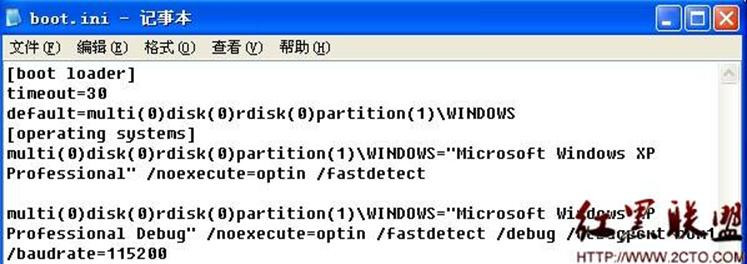 boot.ini - 记事本
文件(F) 编辑(E) 格式(O) 查看(V) 帮助(H)
[boot loader]
timeout=30
default=multi(0)disk(0)rdisk(0)partition(1)\WINDOWS
[operating systems]
multi(0)disk(0)rdisk(0)partition(1)\WINDOWS="Microsoft Windows XP
Professional" /noexecute=optin /fastdetect
multi(0)disk(0)rdisk(0)partition(1)\WINDOWS="Microsoft Windows XP
Professional Debug" /noexecute=optin /fastdetect /debug
/baudrate=115200
红黑联盟
HTTP://WWW.2CTO.COM